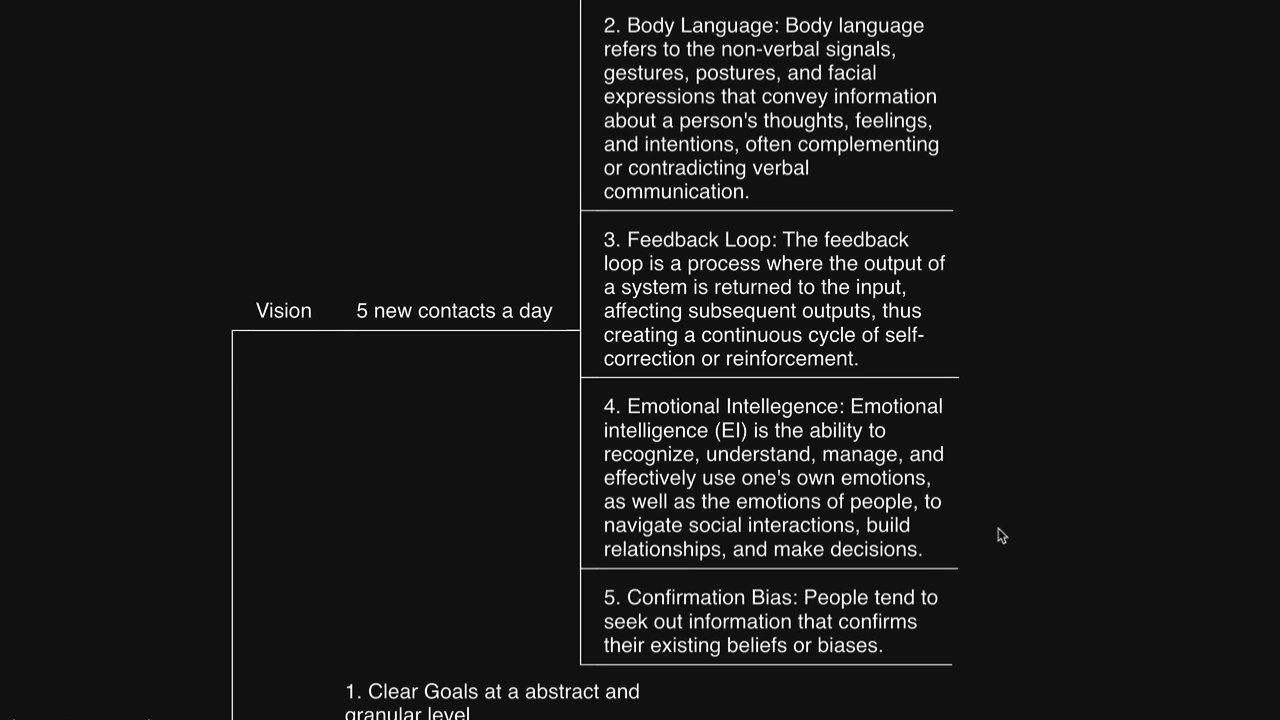 2. Body Language: Body language
refers to the non-verbal signals,
gestures, postures, and facial
expressions that convey information
about a person's thoughts, feelings,
and intentions, often complementing
or contradicting verbal
communication.
3. Feedback Loop: The feedback
loop is a process where the output of
a system is returned to the input,
affecting subsequent outputs, thus
creating a continuous cycle of self-
correction or reinforcement.
Vision
5 new contacts a day
4. Emotional Intellegence: Emotional
intelligence (EI) is the ability to
recognize, understand, manage, and
effectively use one's own emotions,
as well as the emotions of people, to
navigate social interactions, build
relationships, and make decisions.
5. Confirmation Bias: People tend to
seek out information that confirms
their existing beliefs or biases.
1. Clear Goals at a abstract and
granular level